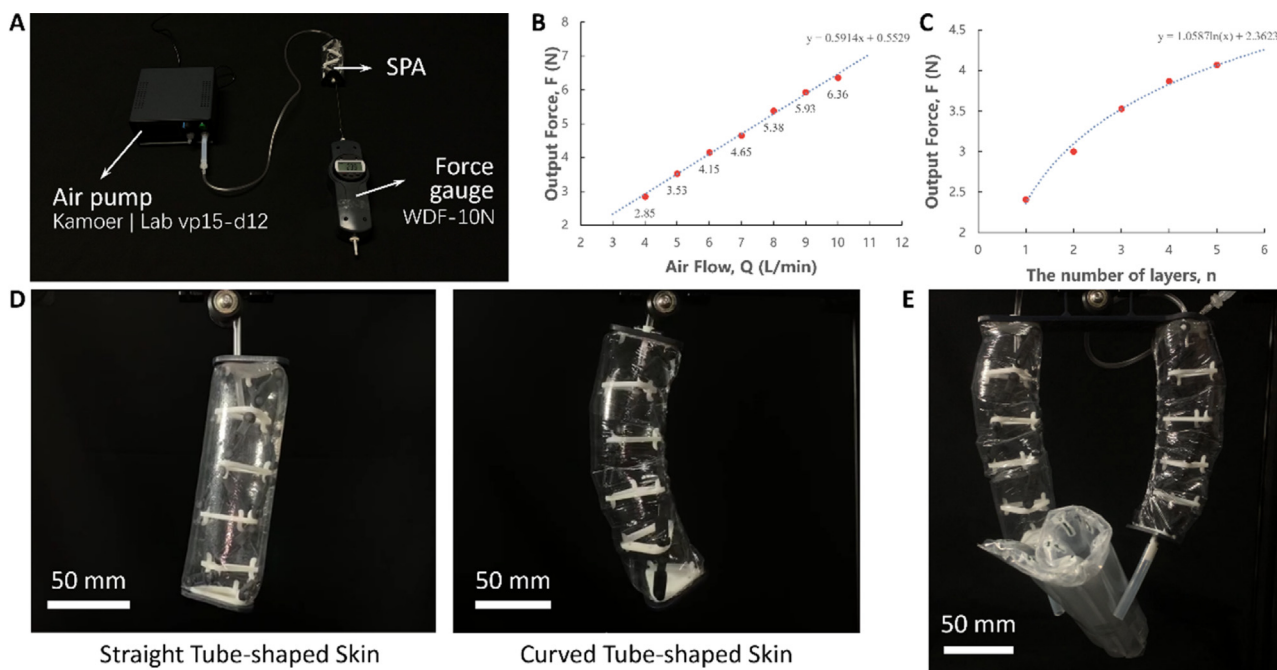 A
SPA
Air pump
Kamoer | Lab vp15-d12
Force
gauge
WDF-10N
B
y = 0.5914x + 0.5529
Output Force, F (N)
8
7
6
5
4
3
2
2.85
3.53
4.15
4.65
5.38
5.93
6.36
2 3 4 5 6 7 8 9 10 11 12
Air Flow, Q (L/min)
C
y = 1.0587ln(x) + 2.3623
Output Force, F (N)
4.5
4
3.5
3
2.5
2
0 1 2 3 4 5 6
The number of layers, n
D
50 mm
Straight Tube-shaped Skin
50 mm
Curved Tube-shaped Skin
E
50 mm